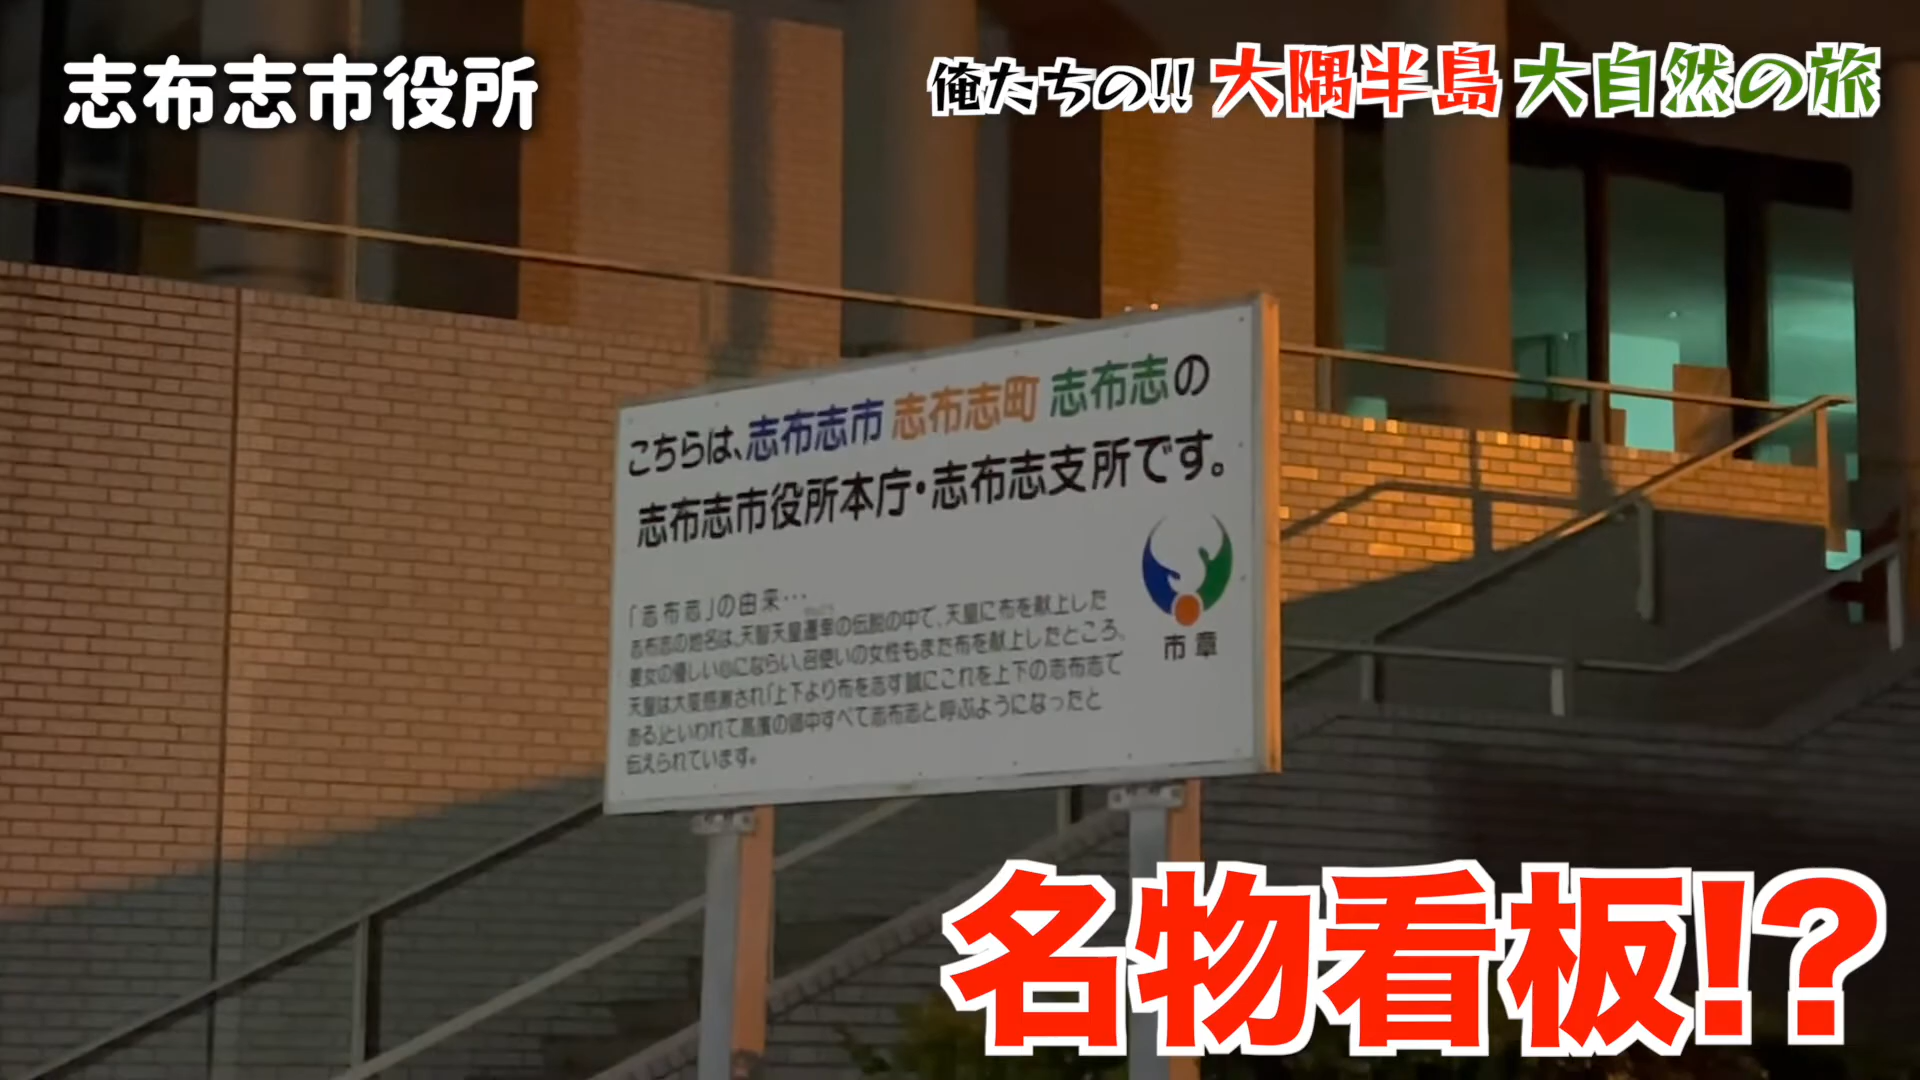 志布志市役所
俺たちの!! 大隅半島 大自然の旅
こちらは、志布志市 志布志町 志布志の
志布志市役所本庁・志布志支所です。
「志布志」の由来…
志布志の地名は、天智天皇遷幸の伝説の中で、天皇に布を献上した
妻女の優しい心にならい、召使いの女性もまた布を献上したところ、
天皇は大変感激され「上下より布を志す誠にこれを上下の志布志で
ある」といわれて高濱の郷中すべて志布志と呼ぶようになったと
伝えられています。
市章
名物看板!?